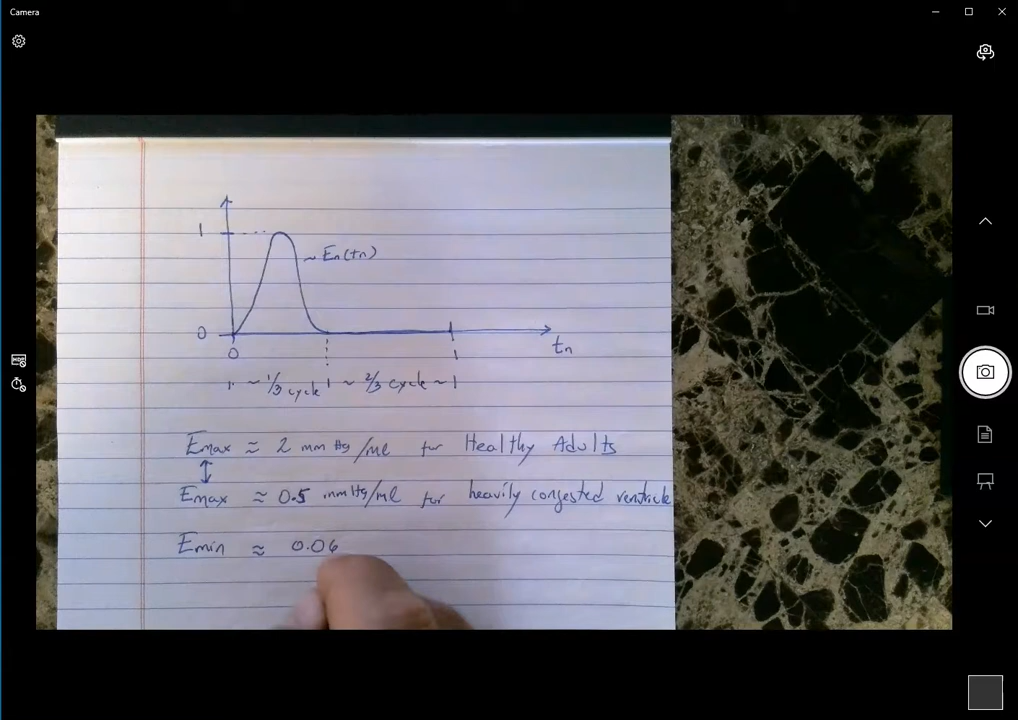 Camera
1
~ En(tn)
0
0
1
tn
~ 1/3 cycle ~ 2/3 cycle ~
Emax ≈ 2 mmHg/ml for Healthy Adults
Emax ≈ 0.5 mmHg/ml for heavily congested ventricle
Emin ≈ 0.06